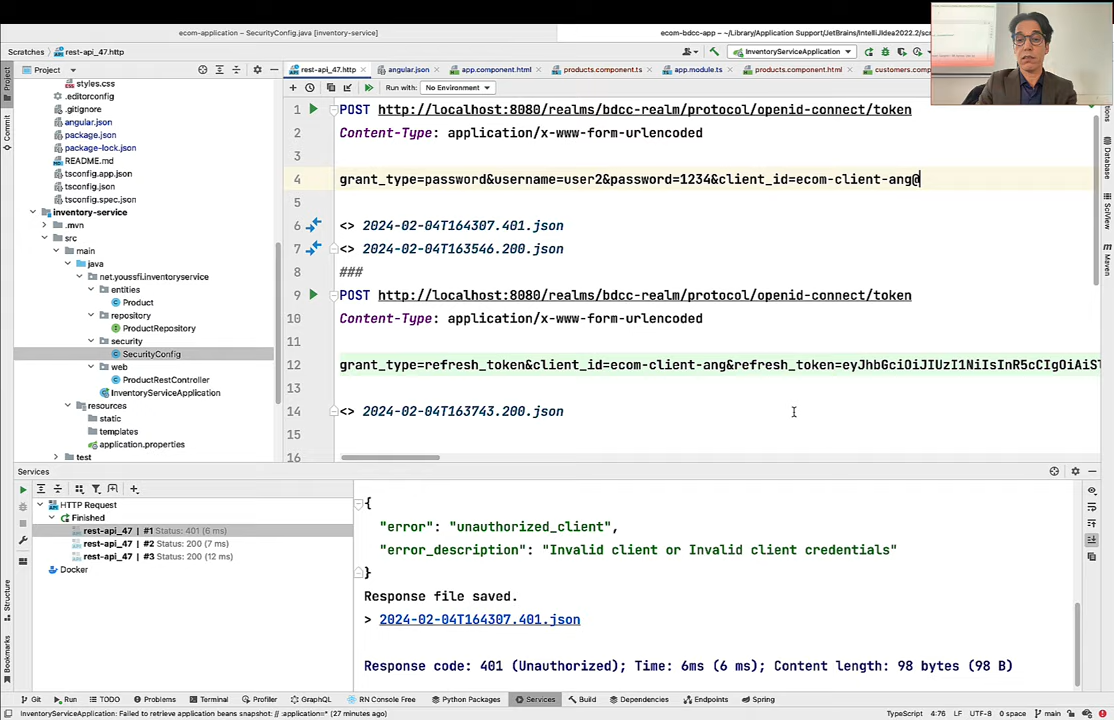 ecom-application – SecurityConfig.java [inventory-service]
ecom-bdcc-app – ~/Library/Application Support/JetBrains/IntelliJIdea2022.2/scr
Scratches
rest-api_47.http
InventoryServiceApplication
Project
rest-api_47.http
angular.json
app.component.html
products.component.ts
app.module.ts
products.component.html
customers.comp
Run with:
No Environment
styles.css
.editorconfig
.gitignore
angular.json
package.json
package-lock.json
README.md
tsconfig.app.json
tsconfig.json
tsconfig.spec.json
inventory-service
.mvn
src
main
java
net.youssfi.inventoryservice
entities
Product
repository
ProductRepository
security
SecurityConfig
web
ProductRestController
InventoryServiceApplication
resources
static
templates
application.properties
test
1 POST http://localhost:8080/realms/bdcc-realm/protocol/openid-connect/token
2 Content-Type: application/x-www-form-urlencoded
3
4 grant_type=password&username=user2&password=1234&client_id=ecom-client-ang@
5
6 <> 2024-02-04T164307.401.json
7 <> 2024-02-04T163546.200.json
8 ###
9 POST http://localhost:8080/realms/bdcc-realm/protocol/openid-connect/token
10 Content-Type: application/x-www-form-urlencoded
11
12 grant_type=refresh_token&client_id=ecom-client-ang&refresh_token=eyJhbGciOiJIUzI1NiIsInR5cCIgOiAiSl
13
14 <> 2024-02-04T163743.200.json
15
16
Project
Commit
Structure
Bookmarks
Database
SciView
Maven
Services
HTTP Request
Finished
rest-api_47 | #1 Status: 401 (6 ms)
rest-api_47 | #2 Status: 200 (7 ms)
rest-api_47 | #3 Status: 200 (12 ms)
Docker
{
"error": "unauthorized_client",
"error_description": "Invalid client or Invalid client credentials"
}
Response file saved.
> 2024-02-04T164307.401.json
Response code: 401 (Unauthorized); Time: 6ms (6 ms); Content length: 98 bytes (98 B)
Git
Run
TODO
Problems
Terminal
Profiler
GraphQL
RN Console Free
Python Packages
Services
Build
Dependencies
Endpoints
Spring
InventoryServiceApplication: Failed to retrieve application beans snapshot: // :application=* (27 minutes ago)
TypeScript
4:76
LF
UTF-8
0 space
main